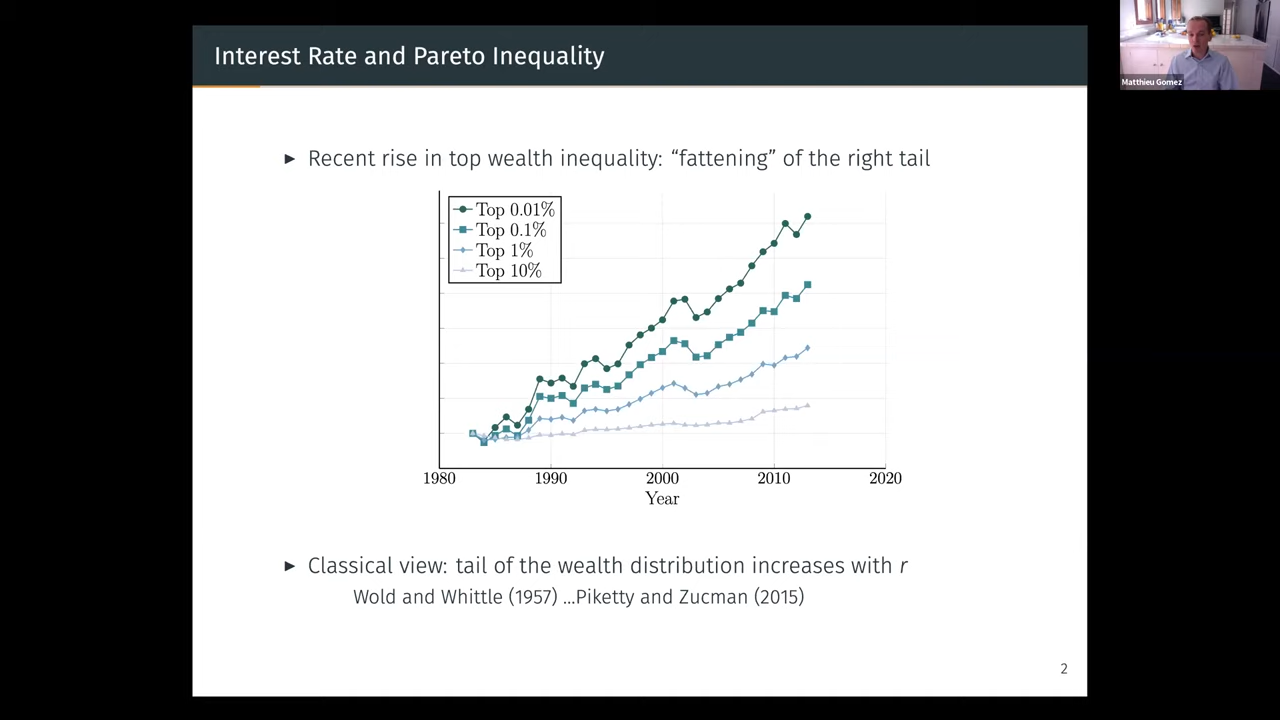 Interest Rate and Pareto Inequality
Matthieu Gomez
► Recent rise in top wealth inequality: “fattening” of the right tail
Top 0.01%
Top 0.1%
Top 1%
Top 10%
1980 1990 2000 2010 2020
Year
► Classical view: tail of the wealth distribution increases with r
Wold and Whittle (1957) ...Piketty and Zucman (2015)
2